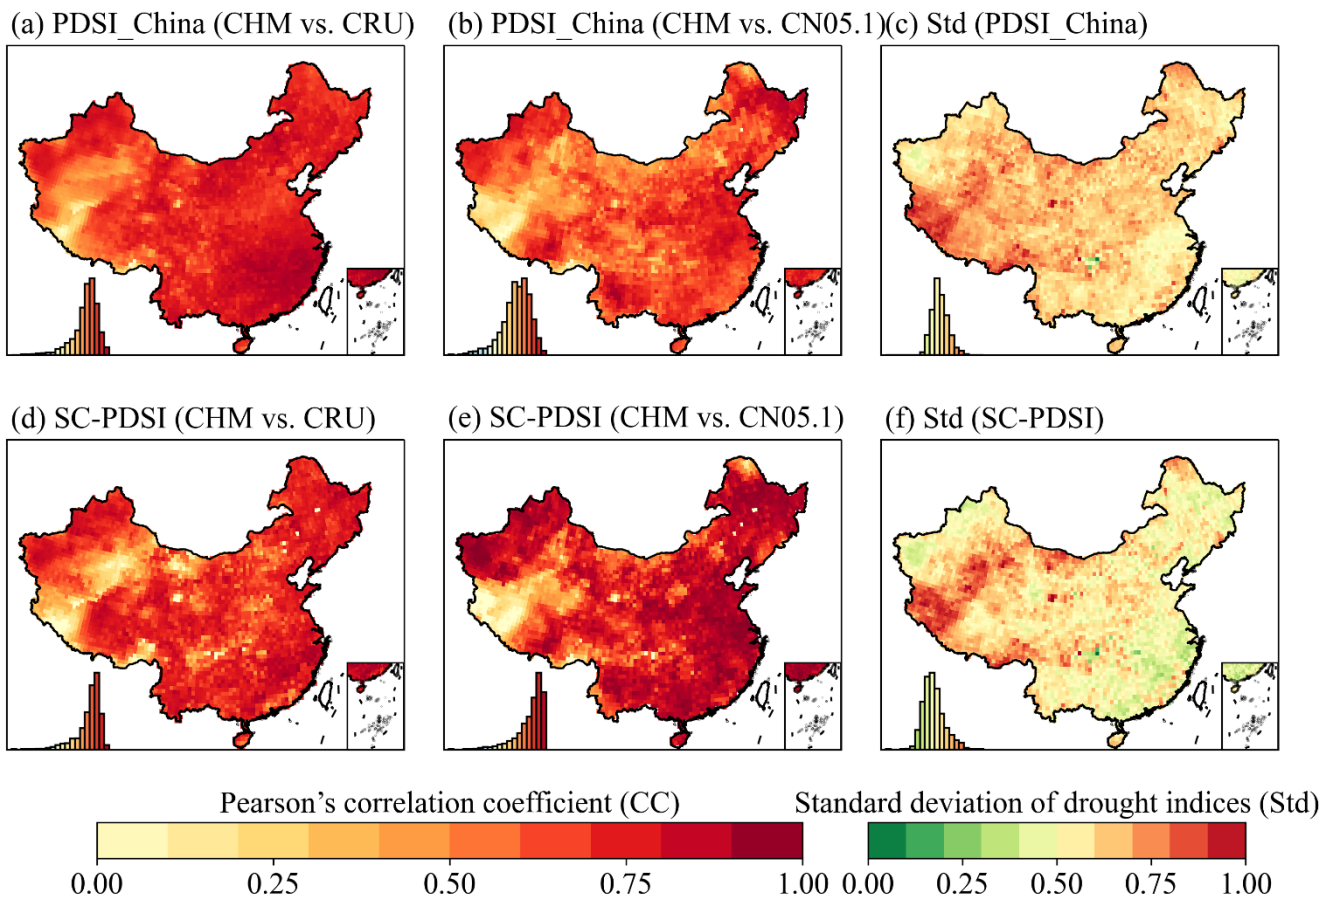 (a) PDSI_China (CHM vs. CRU)
(b) PDSI_China (CHM vs. CN05.1)
(c) Std (PDSI_China)
(d) SC-PDSI (CHM vs. CRU)
(e) SC-PDSI (CHM vs. CN05.1)
(f) Std (SC-PDSI)
Pearson’s correlation coefficient (CC)
0.00 0.25 0.50 0.75 1.00
Standard deviation of drought indices (Std)
0.00 0.25 0.50 0.75 1.00